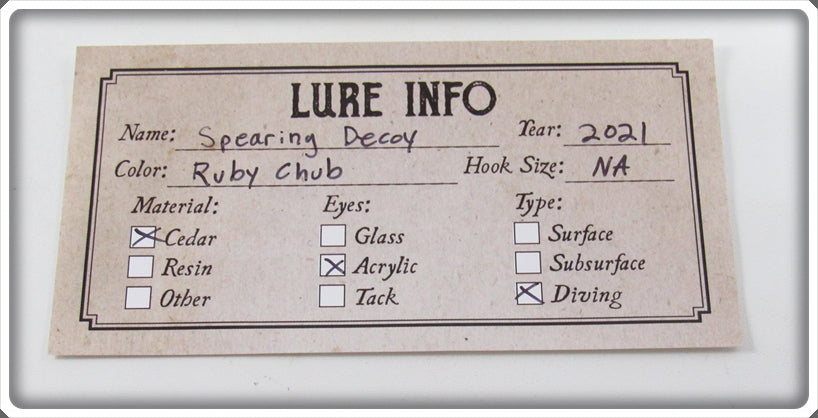 LURE INFO
Name: Spearing Decoy Year: 2021
Color: Ruby Chub Hook Size: NA
Material: Eyes: Type:
Cedar Glass Surface
Resin Acrylic Subsurface
Other Tack Diving